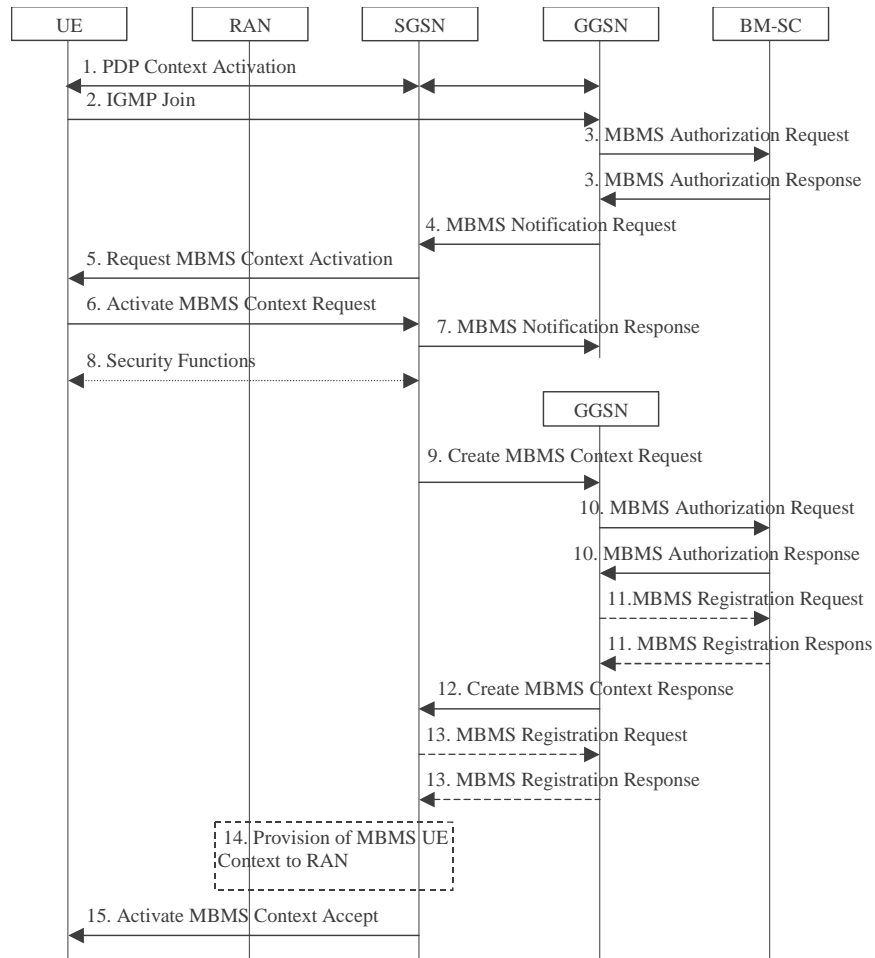 UE RAN SGSN GGSN BM-SC
1. PDP Context Activation
2. IGMP Join
3. MBMS Authorization Request
3. MBMS Authorization Response
4. MBMS Notification Request
5. Request MBMS Context Activation
6. Activate MBMS Context Request
7. MBMS Notification Response
8. Security Functions
GGSN
9. Create MBMS Context Request
10. MBMS Authorization Request
10. MBMS Authorization Response
11.MBMS Registration Request
11. MBMS Registration Respons
12. Create MBMS Context Response
13. MBMS Registration Request
13. MBMS Registration Response
14. Provision of MBMS UE
Context to RAN
15. Activate MBMS Context Accept